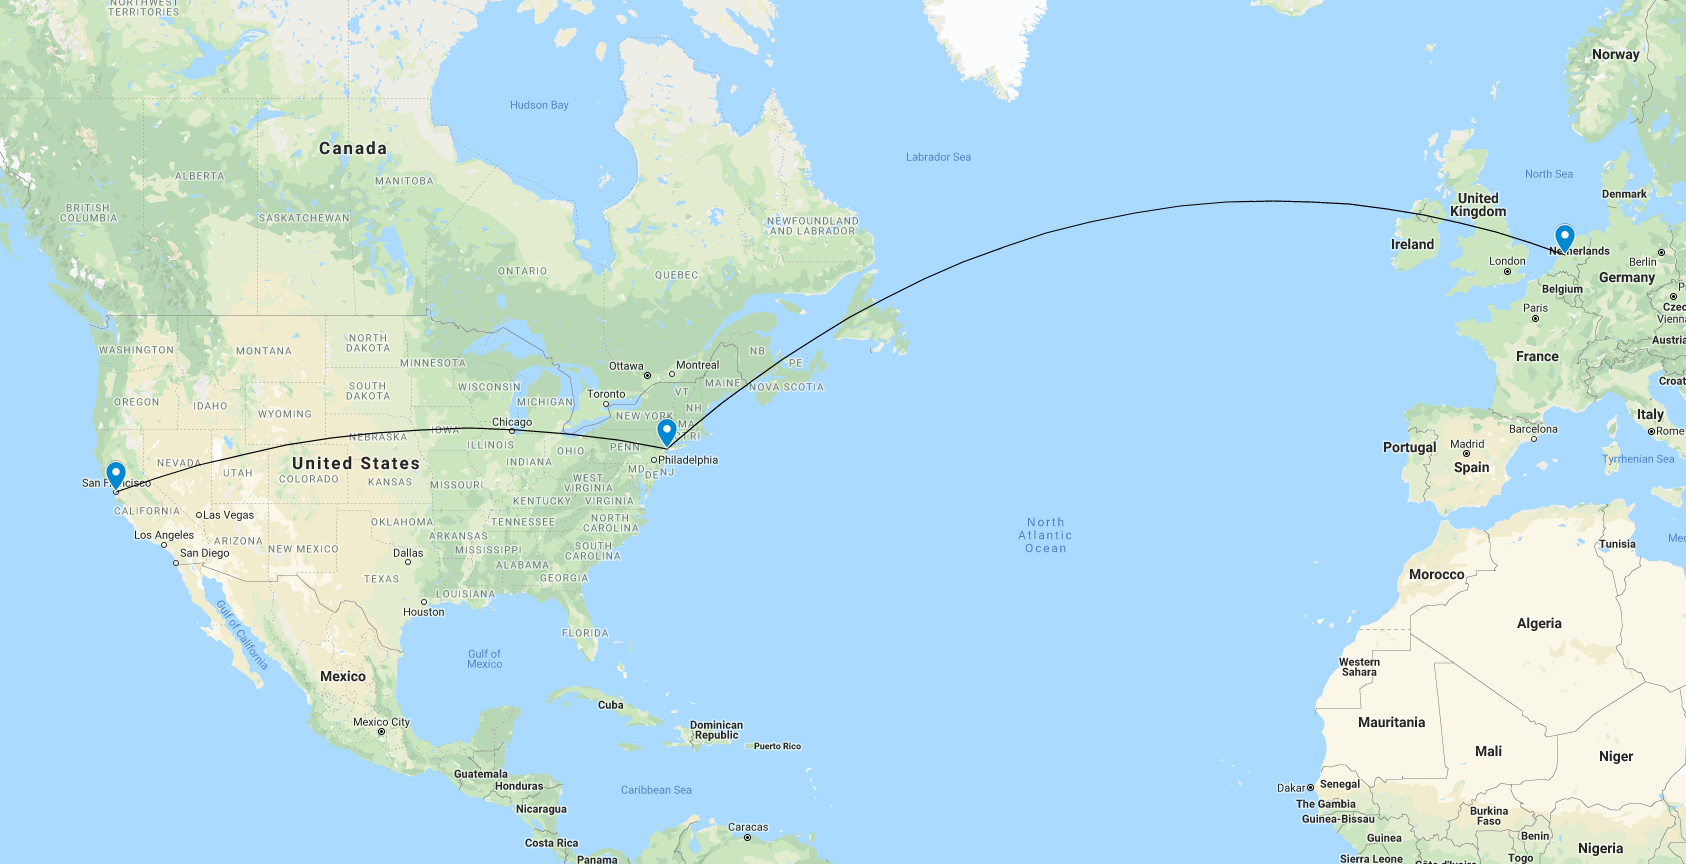 NORTHWEST
TERRITORIES
Norway
Hudson Bay
Canada
Labrador Sea
ALBERTA
MANITOBA
North Sea
Denmark
BRITISH
COLUMBIA
SASKATCHEWAN
United
Kingdom
NEWFOUNDLAND
AND LABRADOR
Ireland
Netherlands
ONTARIO
QUEBEC
London
Berlin
Germany
Belgium
Paris
Czec
Vienna
WASHINGTON
MONTANA
NORTH
DAKOTA
MINNESOTA
NB
PE
Austria
France
Ottawa
Montreal
MAINE
NOVA SCOTIA
Croat
OREGON
IDAHO
WYOMING
SOUTH
DAKOTA
WISCONSIN
MICHIGAN
Toronto
VT
NH
NEW YORK
MA
RI
Chicago
IOWA
NEBRASKA
ILLINOIS
OHIO
PENN
Italy
Rome
Barcelona
Portugal
Madrid
Spain
Tyrrhenian Sea
Philadelphia
MD
DE
NJ
NEVADA
UTAH
United States
COLORADO
KANSAS
MISSOURI
INDIANA
WEST
VIRGINIA
KENTUCKY
VIRGINIA
San Francisco
CALIFORNIA
Las Vegas
Los Angeles
San Diego
ARIZONA
NEW MEXICO
OKLAHOMA
ARKANSAS
TENNESSEE
NORTH
CAROLINA
MISSISSIPPI
SOUTH
CAROLINA
Dallas
TEXAS
ALABAMA
GEORGIA
LOUISIANA
Houston
North
Atlantic
Ocean
Tunisia
Morocco
Algeria
Gulf of California
FLORIDA
Gulf of
Mexico
Mexico
Western
Sahara
Cuba
Mexico City
Dominican
Republic
Puerto Rico
Mauritania
Mali
Niger
Guatemala
Honduras
Caribbean Sea
Nicaragua
Dakar
Senegal
The Gambia
Guinea-Bissau
Burkina
Faso
Caracas
Costa Rica
Panama
Guinea
Benin
Nigeria
Sierra Leone
Togo
Côte d'Ivoire